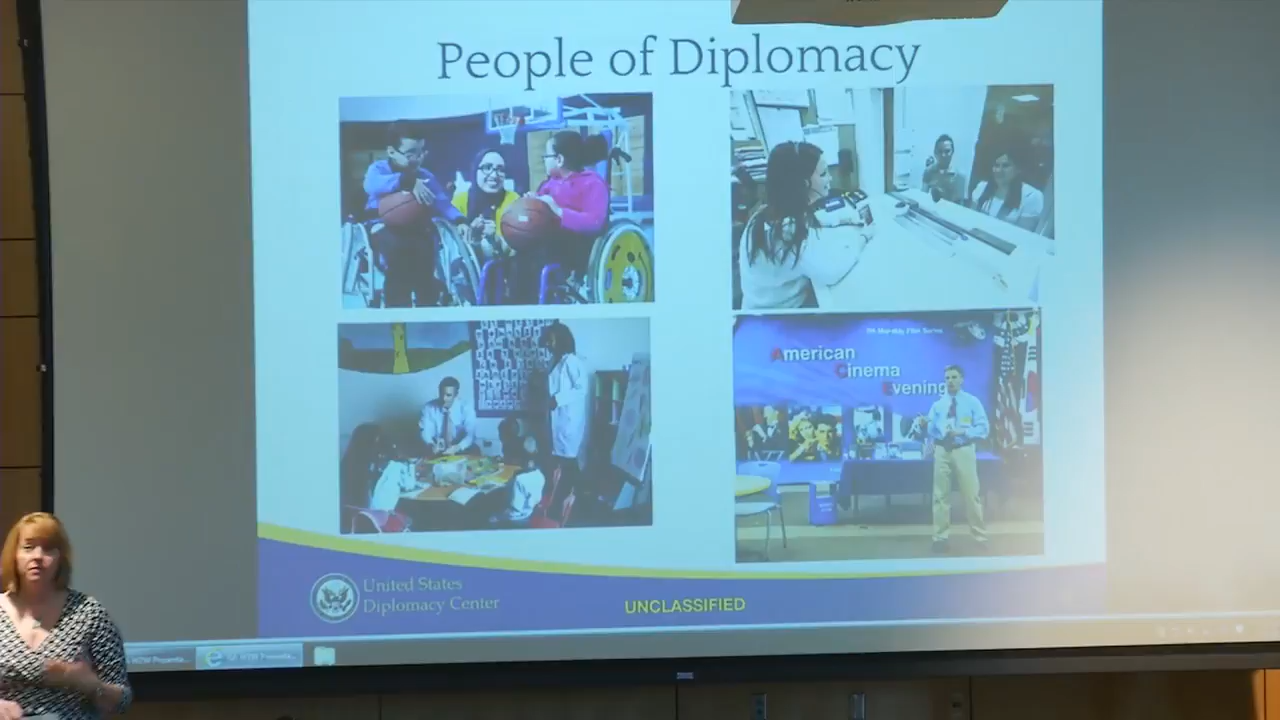 People of Diplomacy
American
Cinema
Evening
United States
Diplomacy Center
UNCLASSIFIED